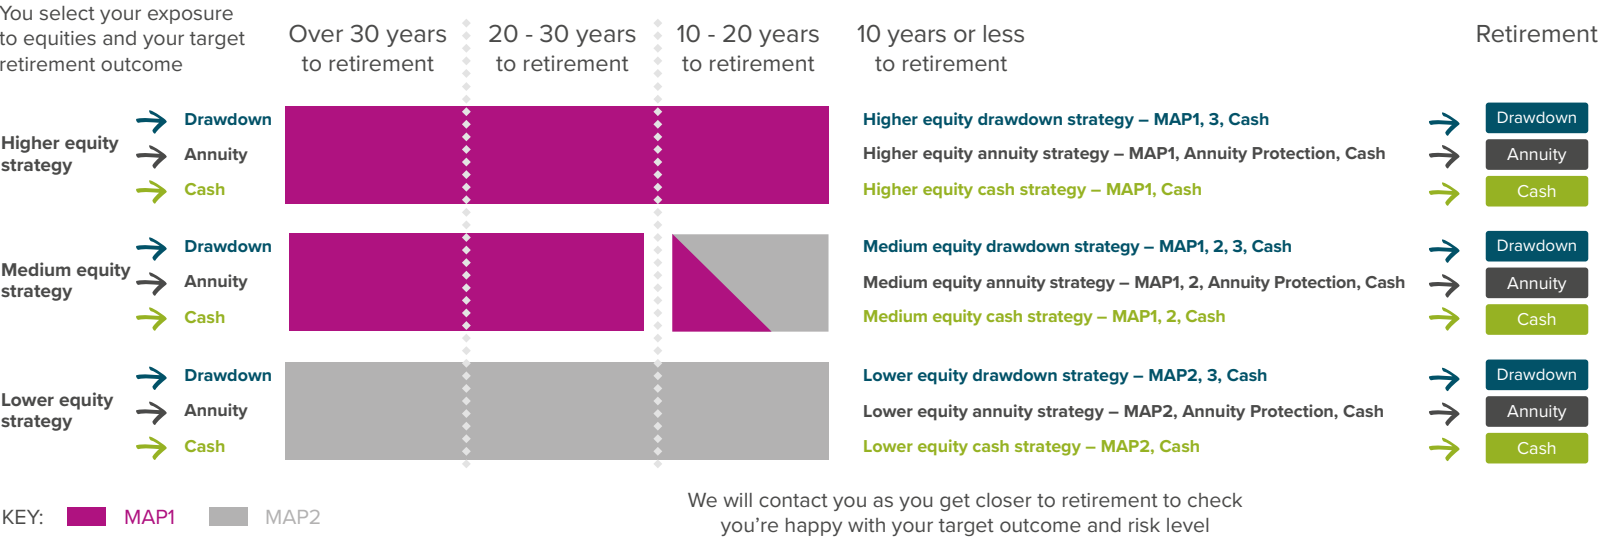 You select your exposure
to equities and your target
retirement outcome
Over 30 years
to retirement
20 - 30 years
to retirement
10 - 20 years
to retirement
10 years or less
to retirement
Retirement
Higher equity
strategy
Drawdown
Annuity
Cash
Higher equity drawdown strategy – MAP1, 3, Cash
Higher equity annuity strategy – MAP1, Annuity Protection, Cash
Higher equity cash strategy – MAP1, Cash
Drawdown
Annuity
Cash
Medium equity
strategy
Drawdown
Annuity
Cash
Medium equity drawdown strategy – MAP1, 2, 3, Cash
Medium equity annuity strategy – MAP1, 2, Annuity Protection, Cash
Medium equity cash strategy – MAP1, 2, Cash
Drawdown
Annuity
Cash
Lower equity
strategy
Drawdown
Annuity
Cash
Lower equity drawdown strategy – MAP2, 3, Cash
Lower equity annuity strategy – MAP2, Annuity Protection, Cash
Lower equity cash strategy – MAP2, Cash
Drawdown
Annuity
Cash
KEY:
MAP1
MAP2
We will contact you as you get closer to retirement to check
you’re happy with your target outcome and risk level